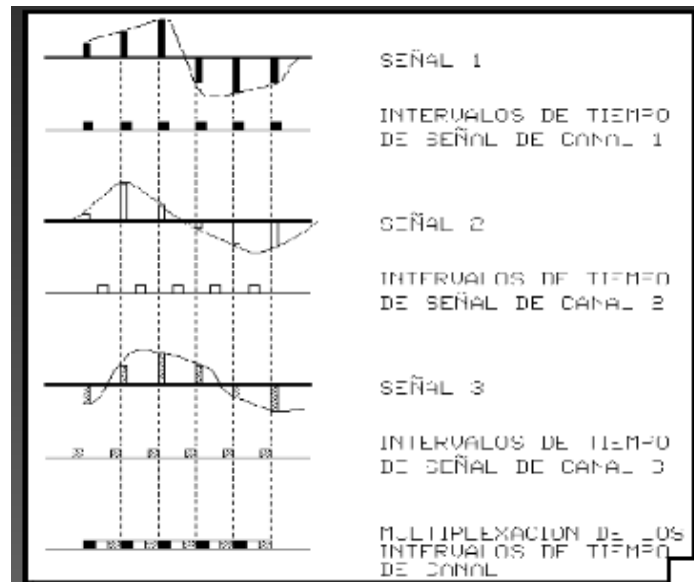 SEÑAL 1
INTERVALOS DE TIEMPO
DE SEÑAL DE CANAL 1
SEÑAL 2
INTERVALOS DE TIEMPO
DE SEÑAL DE CANAL 2
SEÑAL 3
INTERVALOS DE TIEMPO
DE SEÑAL DE CANAL 3
MULTIPLEXACION DE LOS
INTERVALOS DE TIEMPO
DE CANAL